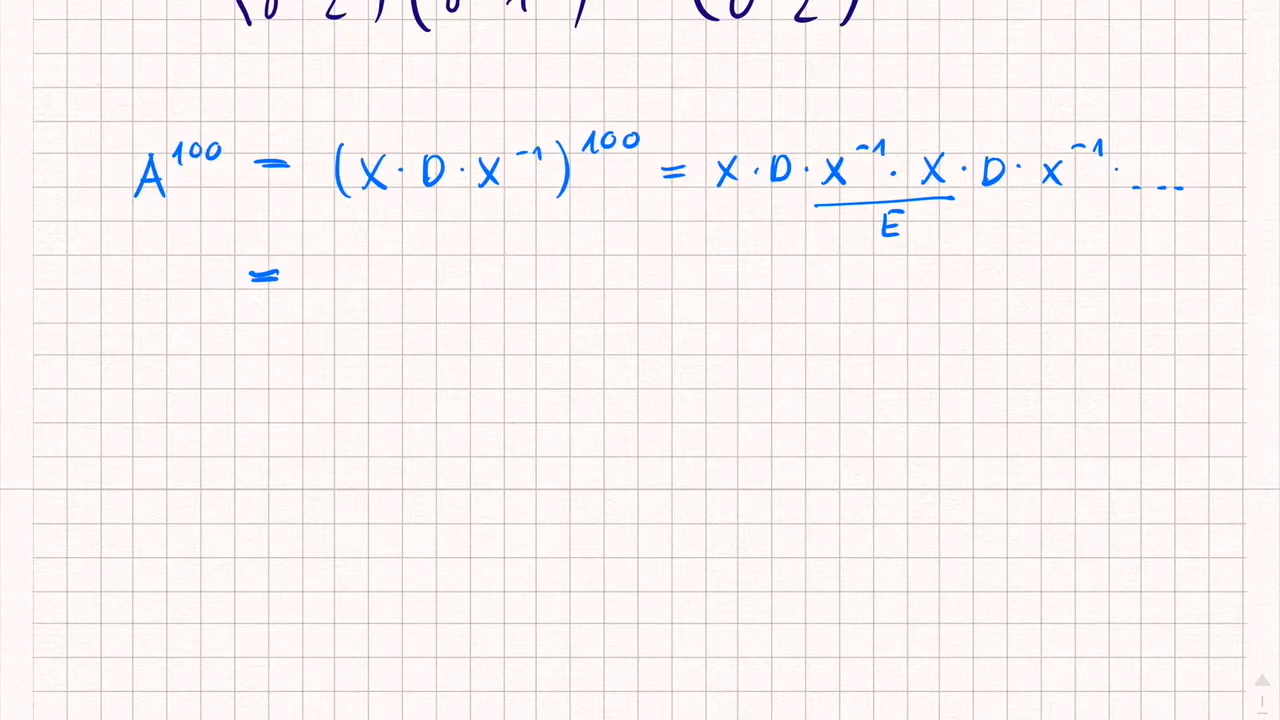 A^100 = (X · D · X^-1)^100 = X · D · X^-1 · X · D · X^-1 · ...
E
=